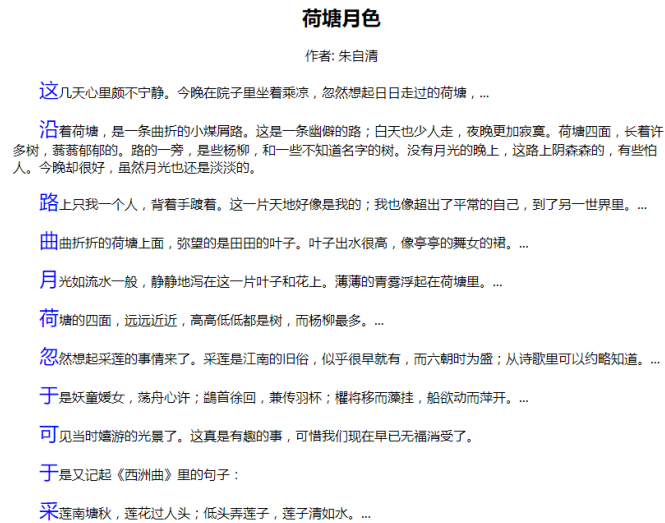 荷塘月色
作者: 朱自清
这几天心里颇不宁静。今晚在院子里坐着乘凉，忽然想起日日走过的荷塘，...
沿着荷塘，是一条曲折的小煤屑路。这是一条幽僻的路；白天也少人走，夜晚更加寂寞。荷塘四面，长着许
多树，蓊蓊郁郁的。路的一旁，是些杨柳，和一些不知道名字的树。没有月光的晚上，这路上阴森森的，有些怕
人。今晚却很好，虽然月光也还是淡淡的。
路上只我一个人，背着手踱着。这一片天地好像是我的；我也像超出了平常的自己，到了另一世界里。...
曲曲折折的荷塘上面，弥望的是田田的叶子。叶子出水很高，像亭亭的舞女的裙。...
月光如流水一般，静静地泻在这一片叶子和花上。薄薄的青雾浮起在荷塘里。...
荷塘的四面，远远近近，高高低低都是树，而杨柳最多。...
忽然想起采莲的事情来了。采莲是江南的旧俗，似乎很早就有，而六朝时为盛；从诗歌里可以约略知道。...
于是妖童媛女，荡舟心许；鷁首徐回，兼传羽杯；欋将移而藻挂，船欲动而萍开。...
可见当时嬉游的光景了。这真是有趣的事，可惜我们现在早已无福消受了。
于是又记起《西洲曲》里的句子：
采莲南塘秋，莲花过人头；低头弄莲子，莲子清如水。...